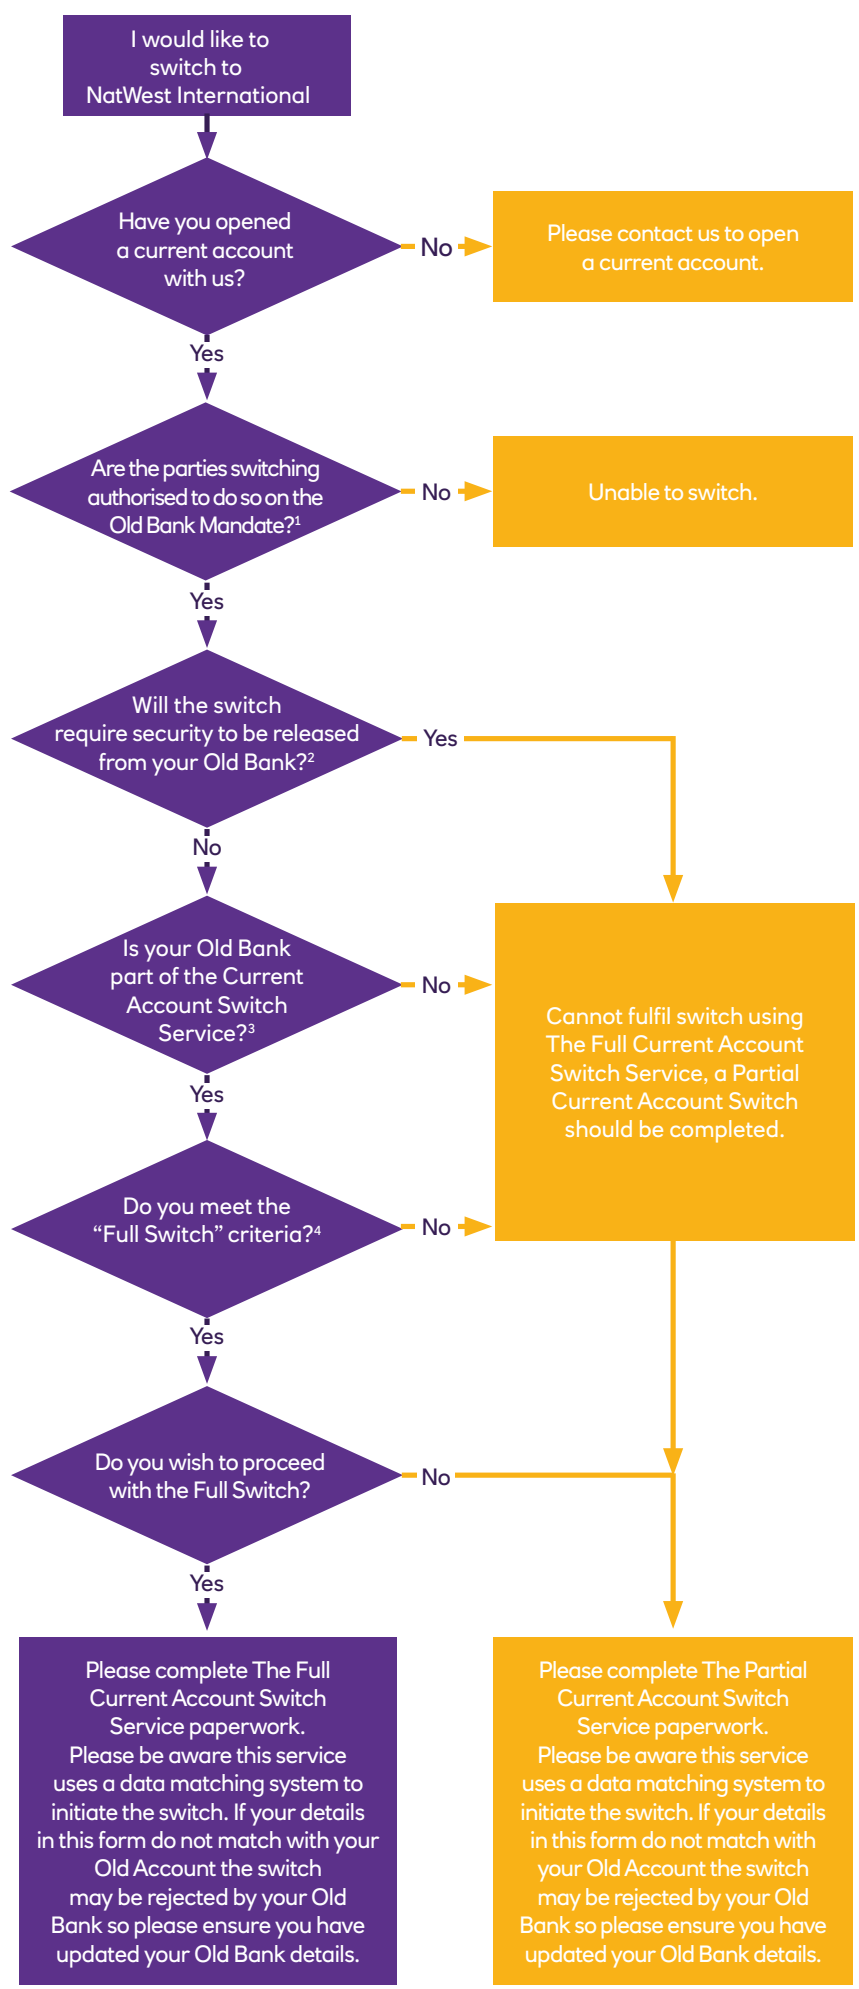 I would like to
switch to
NatWest International
Have you opened
a current account
with us?
No
Please contact us to open
a current account.
Yes
Are the parties switching
authorised to do so on the
Old Bank Mandate?¹
No
Unable to switch.
Yes
Will the switch
require security to be released
from your Old Bank?²
Yes
No
Is your Old Bank
part of the Current
Account Switch
Service?³
No
Cannot fulfil switch using
The Full Current Account
Switch Service, a Partial
Current Account Switch
should be completed.
Yes
Do you meet the
“Full Switch” criteria?⁴
No
Yes
Do you wish to proceed
with the Full Switch?
No
Yes
Please complete The Full
Current Account Switch
Service paperwork.
Please be aware this service
uses a data matching system to
initiate the switch. If your details
in this form do not match with your
Old Account the switch
may be rejected by your Old
Bank so please ensure you have
updated your Old Bank details.
Please complete The Partial
Current Account Switch
Service paperwork.
Please be aware this service
uses a data matching system to
initiate the switch. If your details
in this form do not match with
your Old Account the switch
may be rejected by your Old
Bank so please ensure you have
updated your Old Bank details.